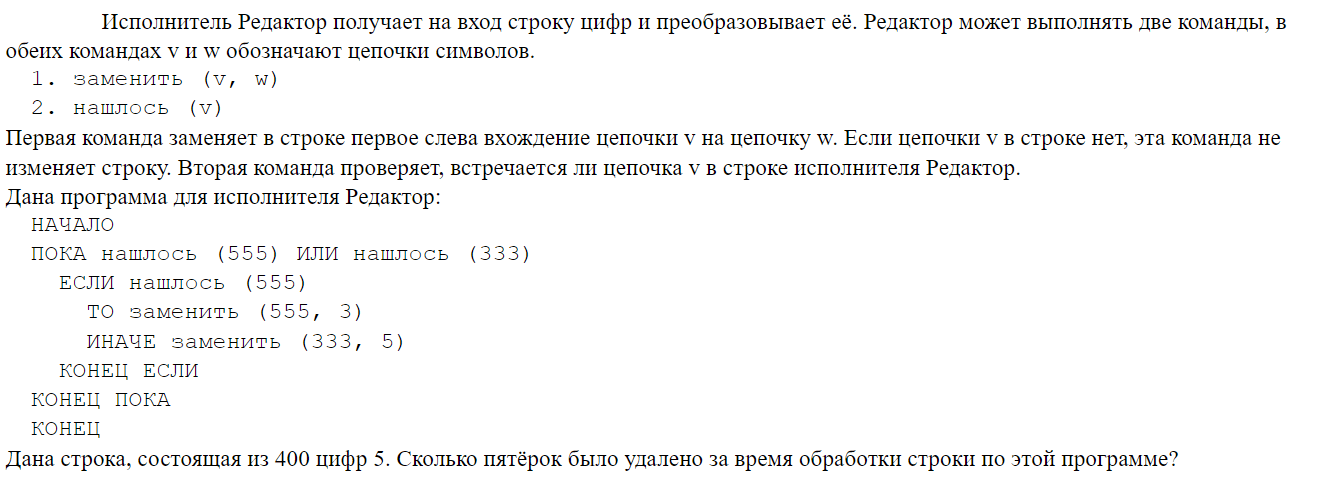 Исполнитель Редактор получает на вход строку цифр и преобразовывает её. Редактор может выполнять две команды, в
обеих командах v и w обозначают цепочки символов.
1. заменить (v, w)
2. нашлось (v)
Первая команда заменяет в строке первое слева вхождение цепочки v на цепочку w. Если цепочки v в строке нет, эта команда не
изменяет строку. Вторая команда проверяет, встречается ли цепочка v в строке исполнителя Редактор.
Дана программа для исполнителя Редактор:
НАЧАЛО
ПОКА нашлось (555) ИЛИ нашлось (333)
ЕСЛИ нашлось (555)
ТО заменить (555, 3)
ИНАЧЕ заменить (333, 5)
КОНЕЦ ЕСЛИ
КОНЕЦ ПОКА
КОНЕЦ
Дана строка, состоящая из 400 цифр 5. Сколько пятёрок было удалено за время обработки строки по этой программе?